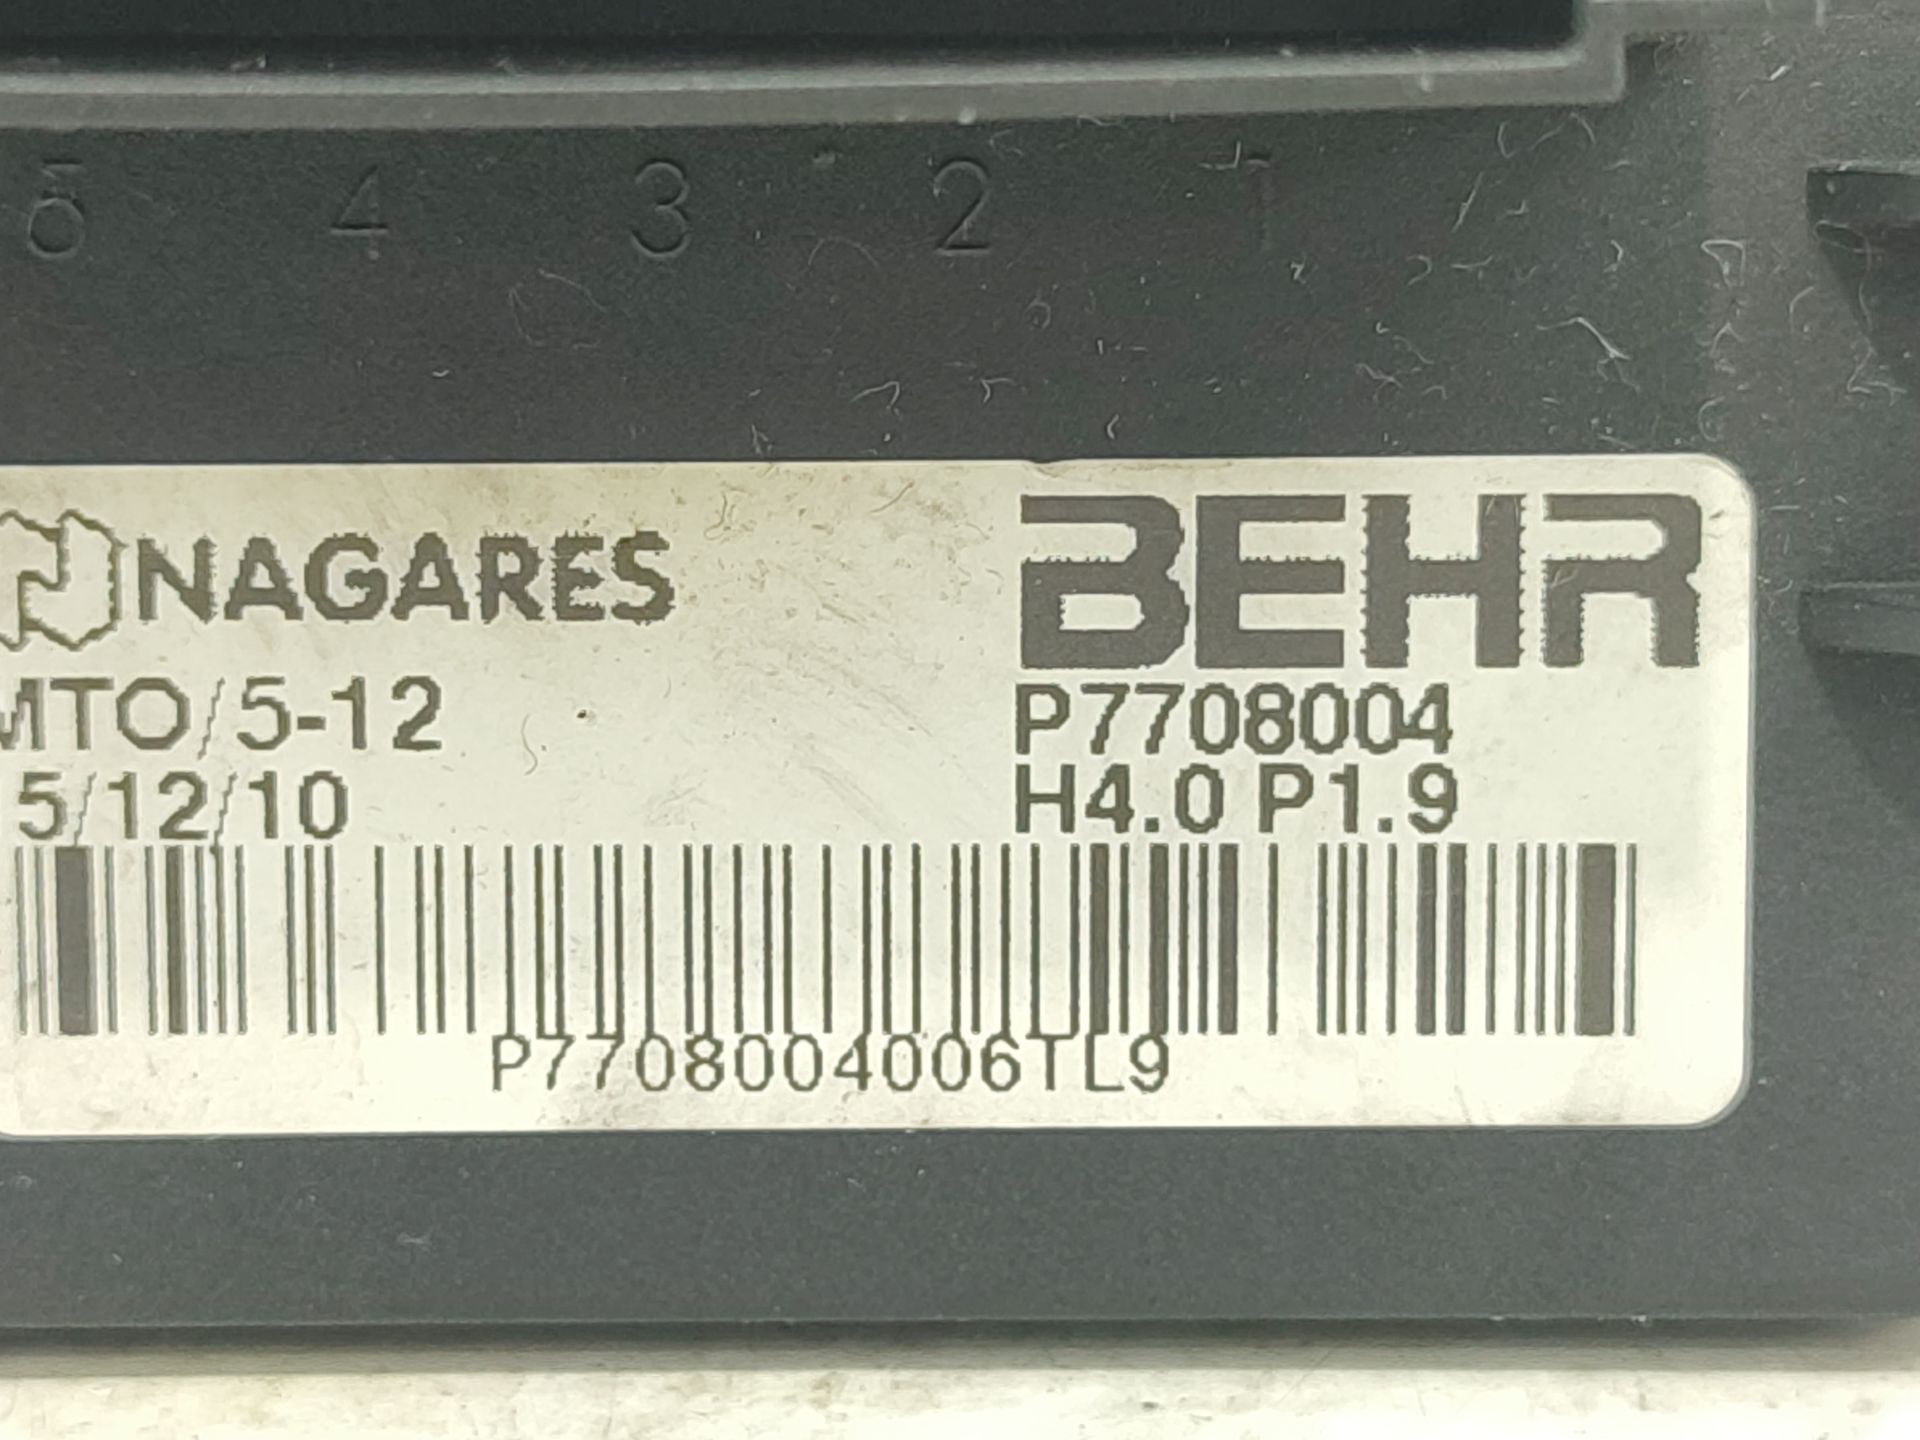 5 4 3 2 1
NAGARES BEHR
MTO/5-12 P7708004
5/12/10 H4.0 P1.9
P7708004006TL9